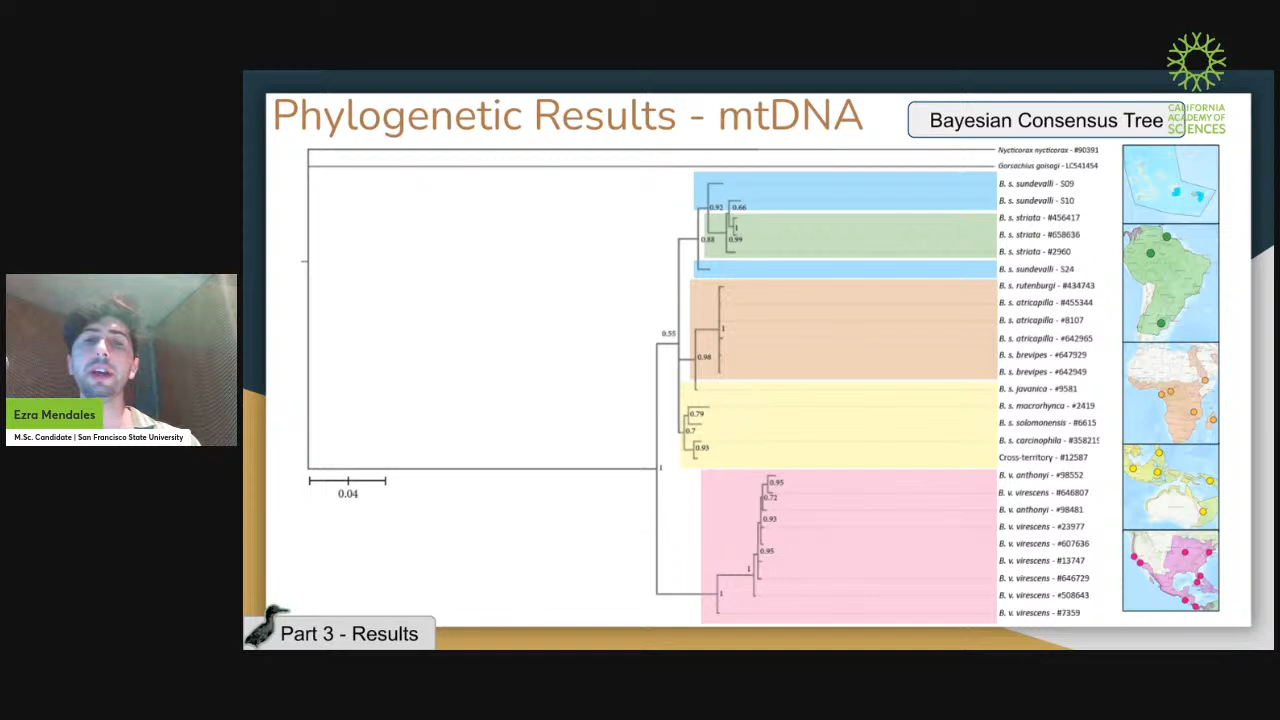 Phylogenetic Results - mtDNA
Bayesian Consensus Tree
CALIFORNIA
ACADEMY OF
SCIENCES
Nycticorax nycticorax - #90391
Gorsachius goisagi - LC541454
B. s. sundevalli - S09
B. s. sundevalli - S10
B. s. striata - #456417
B. s. striata - #658636
B. s. striata - #2960
B. s. sundevalli - S24
B. s. rutenburgi - #434743
B. s. atricapilla - #455344
B. s. atricapilla - #8107
B. s. atricapilla - #642965
B. s. brevipes - #647929
B. s. brevipes - #642949
B. s. javanica - #9581
B. s. macrorhynca - #2419
B. s. solomonensis - #6615
B. s. carcinophila - #358215
Cross-territory - #12587
B. v. anthonyi - #98552
B. v. virescens - #646807
B. v. anthonyi - #98481
B. v. virescens - #23977
B. v. virescens - #607636
B. v. virescens - #13747
B. v. virescens - #646729
B. v. virescens - #508643
B. v. virescens - #7359
0.92
0.66
1
0.88
0.99
0.55
1
0.98
0.79
0.7
0.93
1
0.95
0.72
0.93
0.95
1
1
0.04
Ezra Mendales
M.Sc. Candidate | San Francisco State University
Part 3 - Results